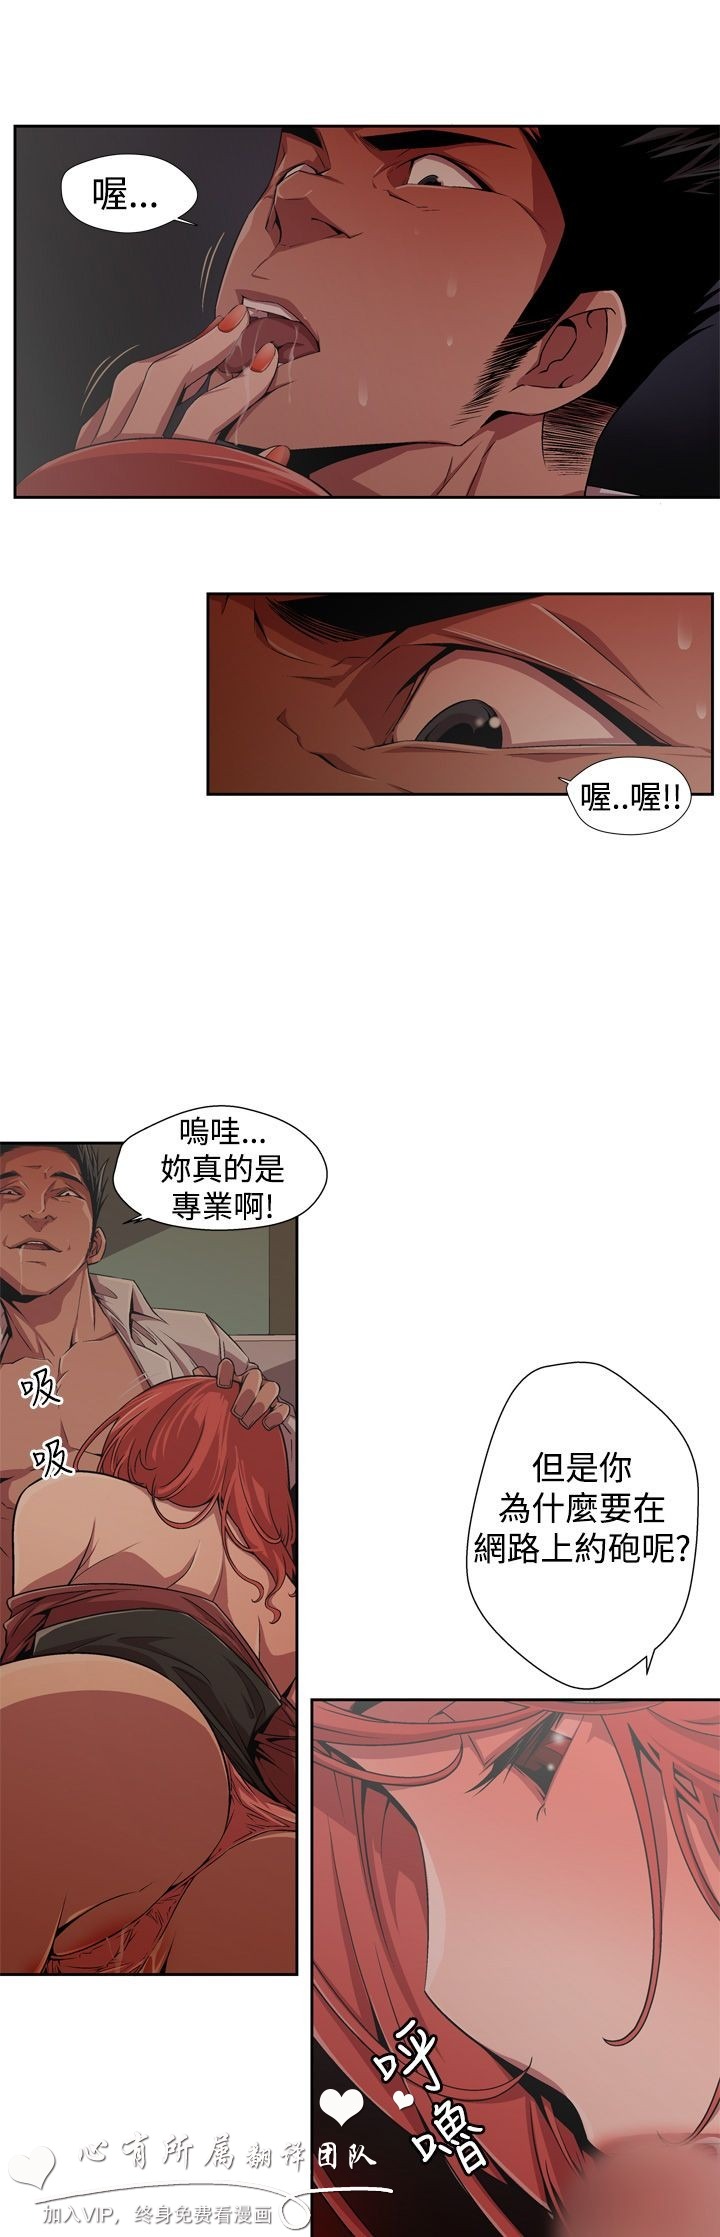 喔...
喔..喔!!
嗚哇...
妳真的是
專業啊!
吸
吸
但是你
為什麼要在
網路上約砲呢?
呼
嚕
心有所属翻译团队
加入VIP，终身免费看漫画